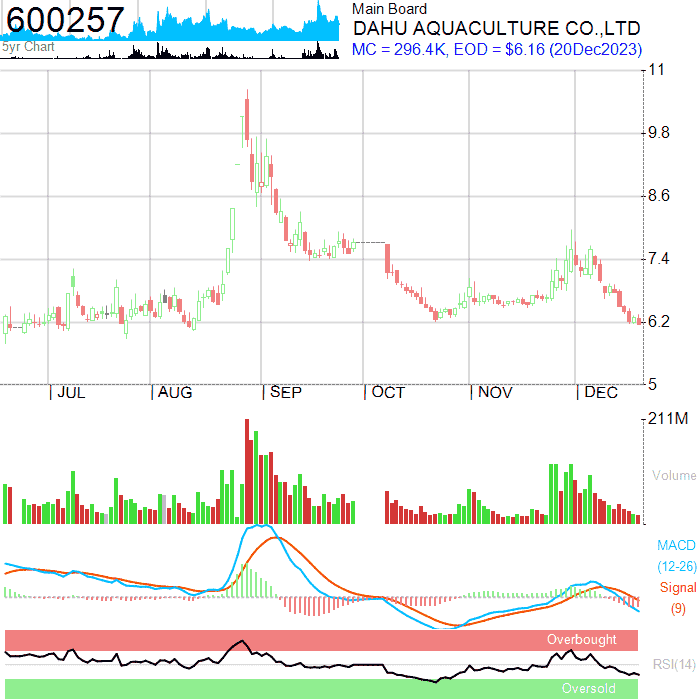 600257
5yr Chart
Main Board
DAHU AQUACULTURE CO.,LTD
MC = 296.4K, EOD = $6.16 (20Dec2023)
11
9.8
8.6
7.4
6.2
5
JUL AUG SEP OCT NOV DEC
211M
Volume
MACD
(12-26)
Signal
(9)
Overbought
RSI(14)
Oversold